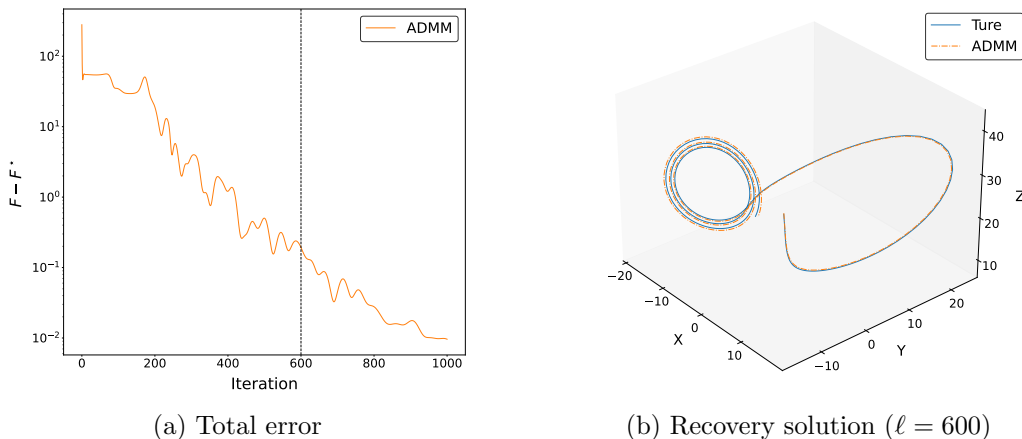 ADMM
F − F*
10²
10¹
10⁰
10⁻¹
10⁻²
0 200 400 600 800 1000
Iteration
(a) Total error
Ture
ADMM
Z
40
30
20
10
−20
−10
0
10
X
−10
0
10
20
Y
(b) Recovery solution (ℓ = 600)